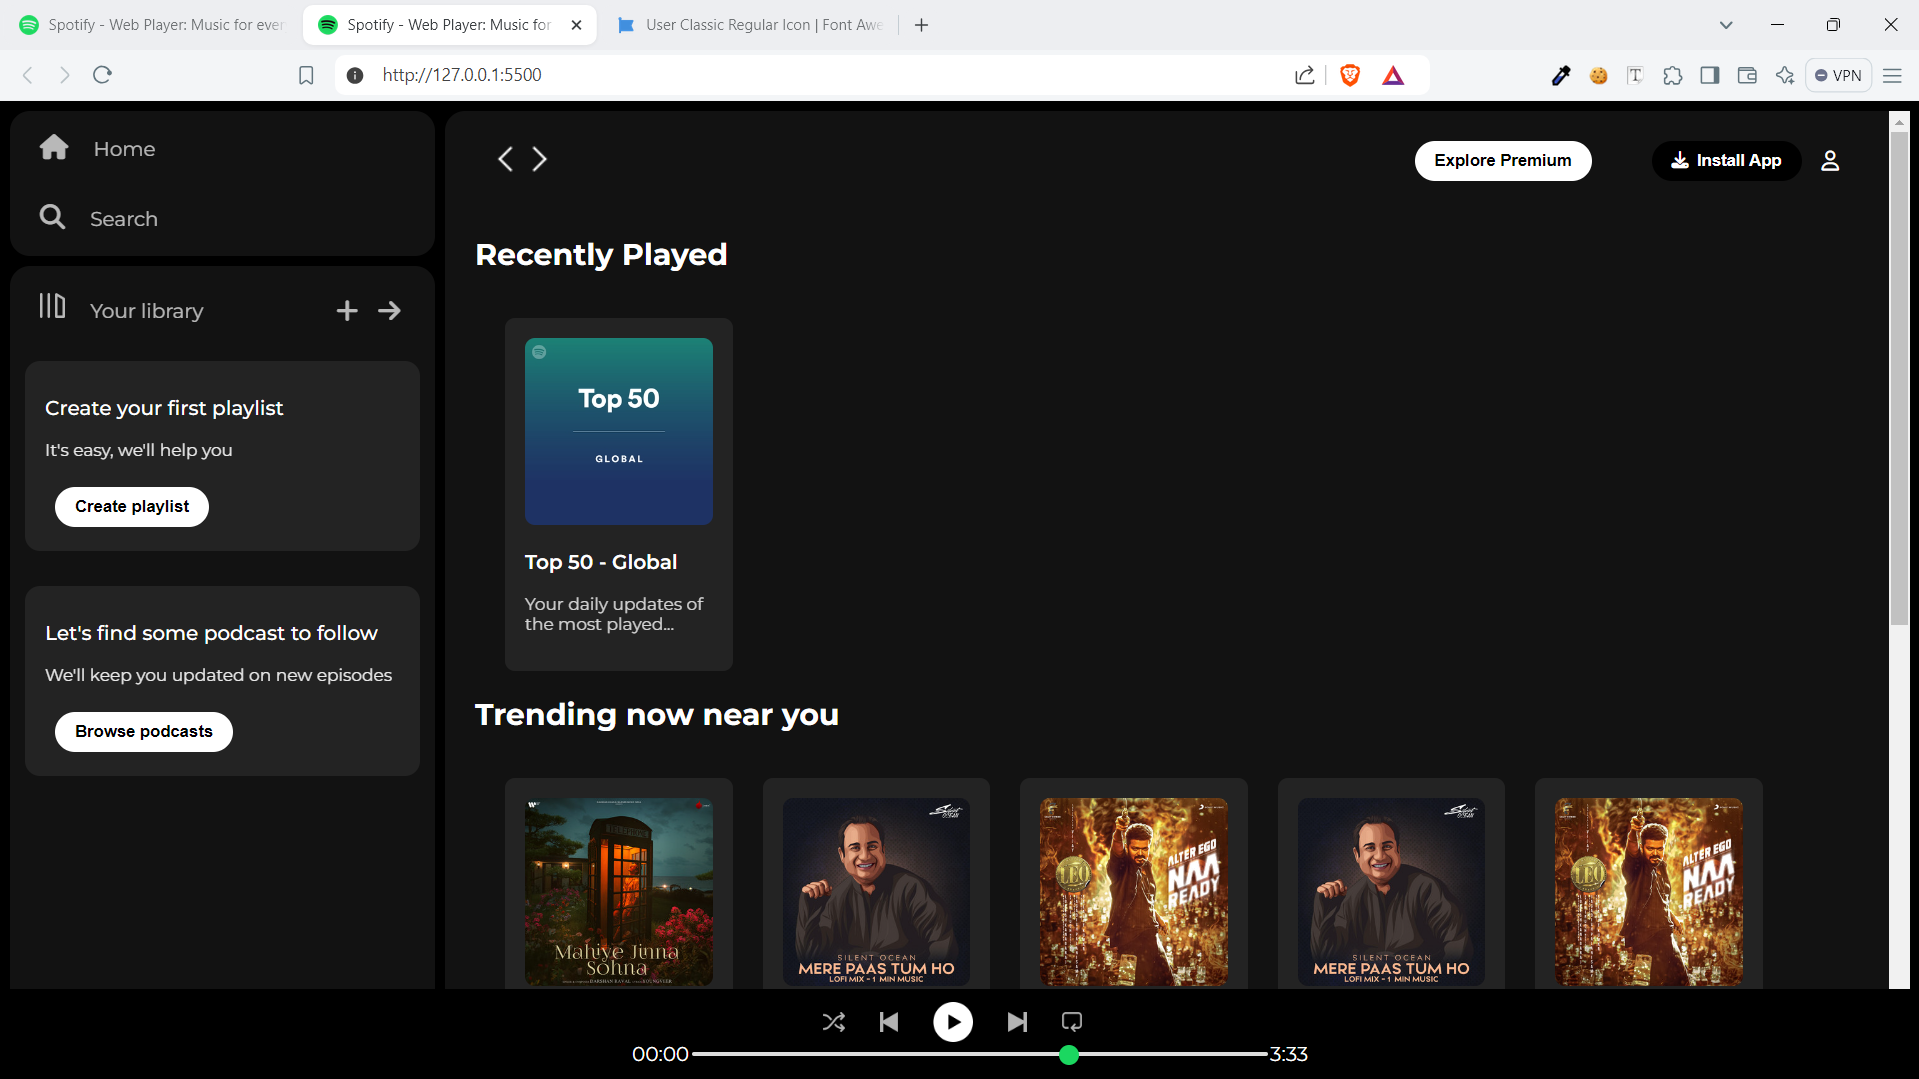 Spotify - Web Player: Music for ever
Spotify - Web Player: Music for
User Classic Regular Icon | Font Awe
http://127.0.0.1:5500
VPN
Home
Search
Your library
Create your first playlist
It's easy, we'll help you
Create playlist
Let's find some podcast to follow
We'll keep you updated on new episodes
Browse podcasts
Explore Premium
Install App
Recently Played
Top 50
GLOBAL
Top 50 - Global
Your daily updates of
the most played...
Trending now near you
Mahiye Jinna
Sohna
DARSHAN RAVAL
Silent
OCEAN
SILENT OCEAN
MERE PAAS TUM HO
LOFI MIX - 1 MIN MUSIC
LEO
ALTER EGO
NAA
READY
Silent
OCEAN
SILENT OCEAN
MERE PAAS TUM HO
LOFI MIX - 1 MIN MUSIC
LEO
ALTER EGO
NAA
READY
00:00
3:33